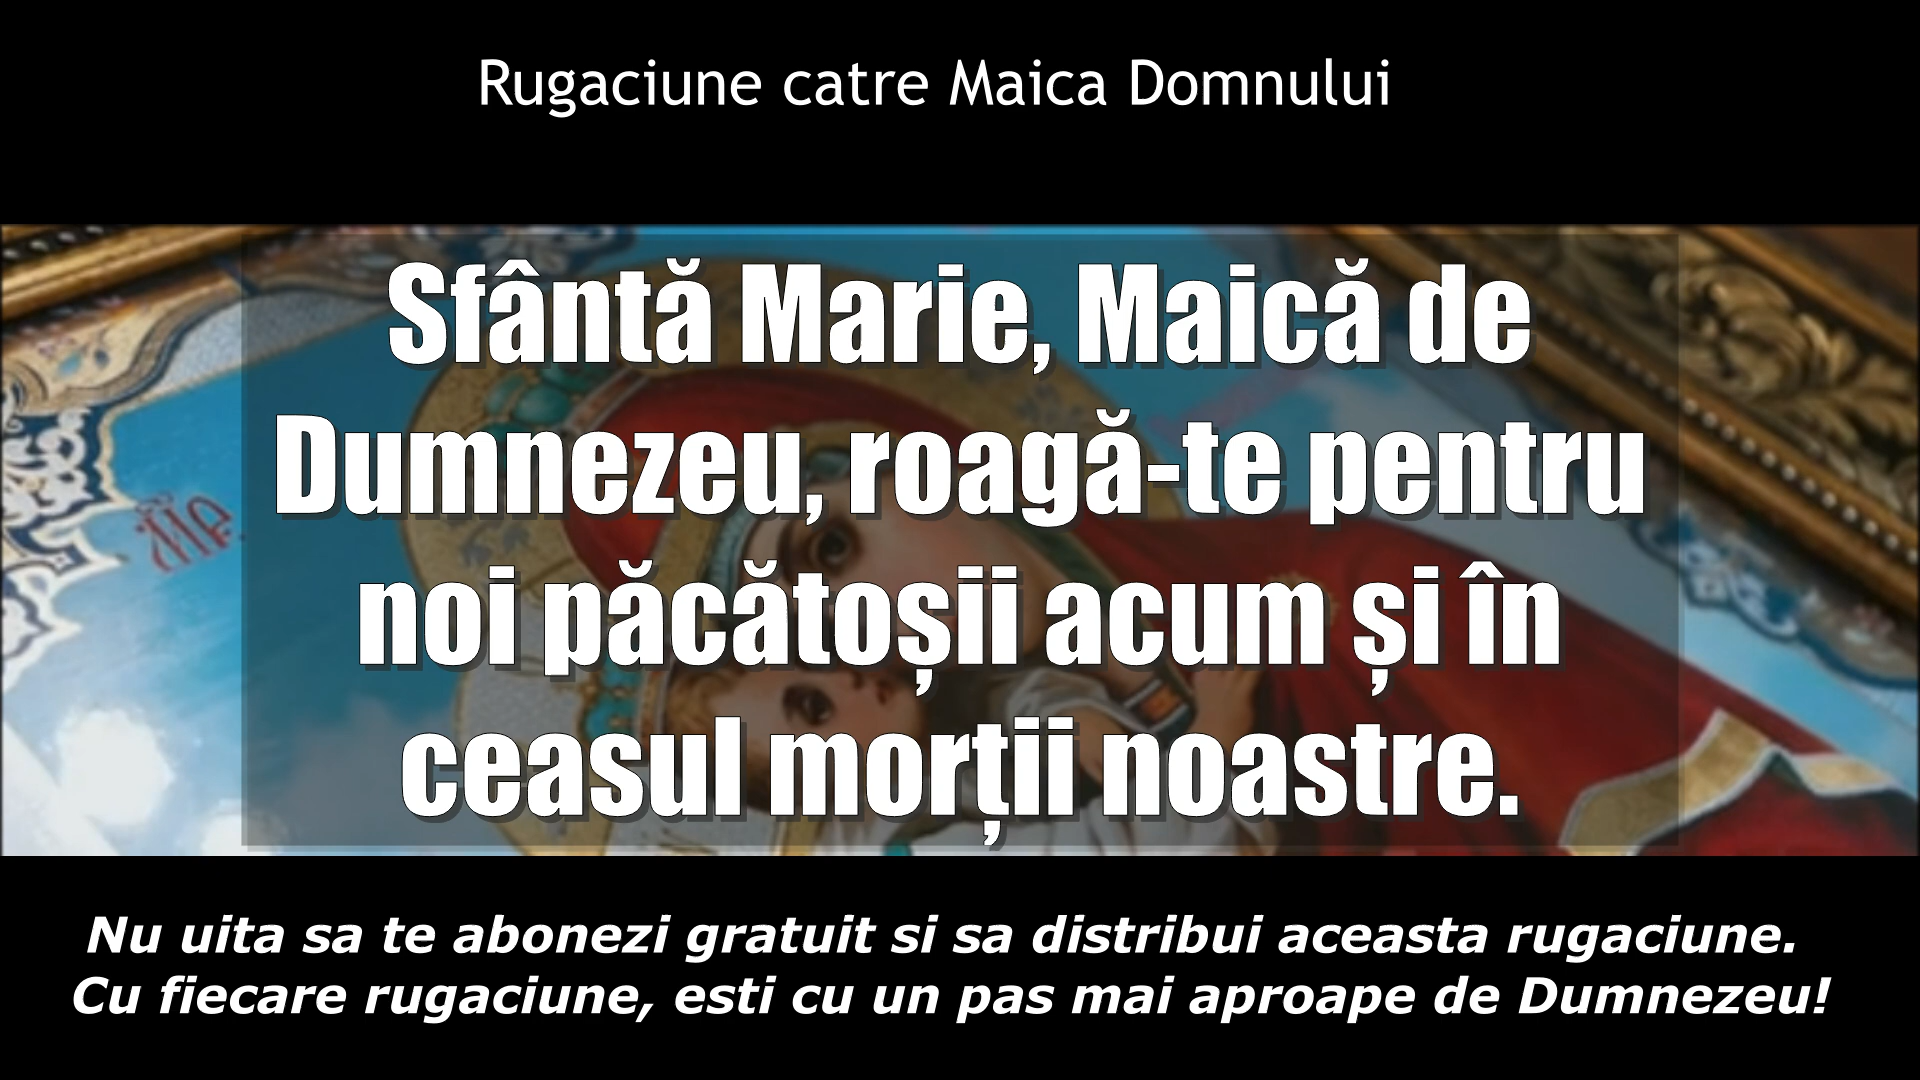 Rugaciune catre Maica Domnului
Sfântă Marie, Maică de
Dumnezeu, roagă-te pentru
noi păcătoșii acum și în
ceasul morții noastre.
Nu uita sa te abonezi gratuit si sa distribui aceasta rugaciune.
Cu fiecare rugaciune, esti cu un pas mai aproape de Dumnezeu!